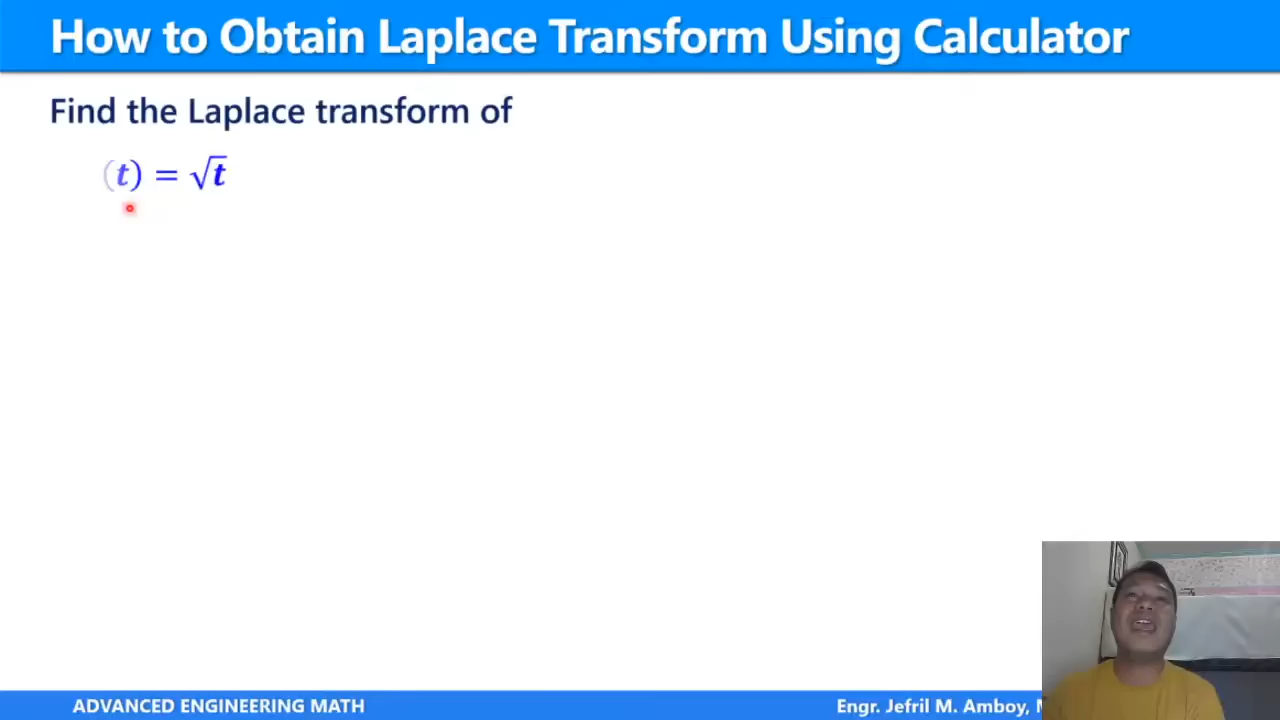 How to Obtain Laplace Transform Using Calculator
Find the Laplace transform of
(t) = √t
ADVANCED ENGINEERING MATH
Engr. Jefril M. Amboy, M